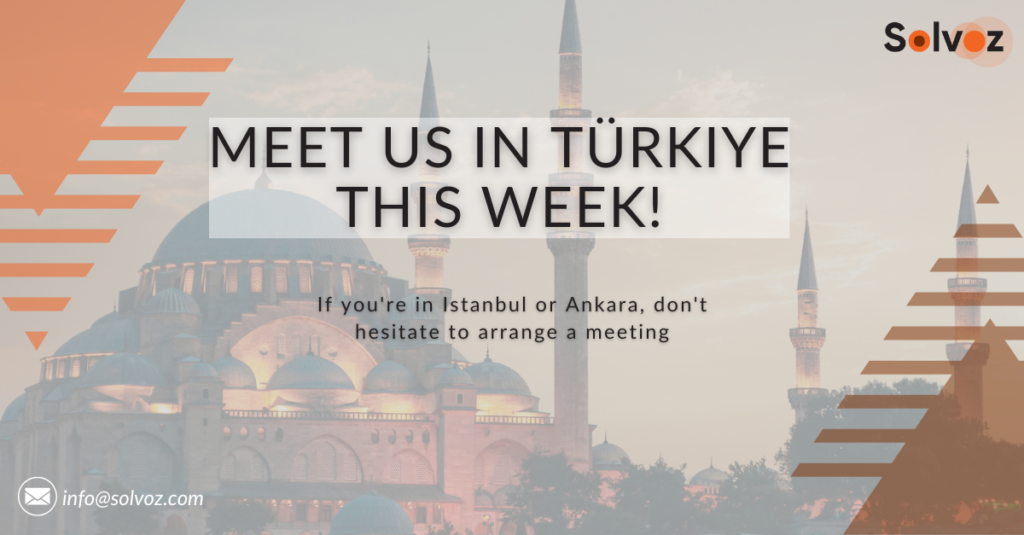 Solvoz
MEET US IN TÜRKIYE
THIS WEEK!
If you're in Istanbul or Ankara, don't
hesitate to arrange a meeting
info@solvoz.com